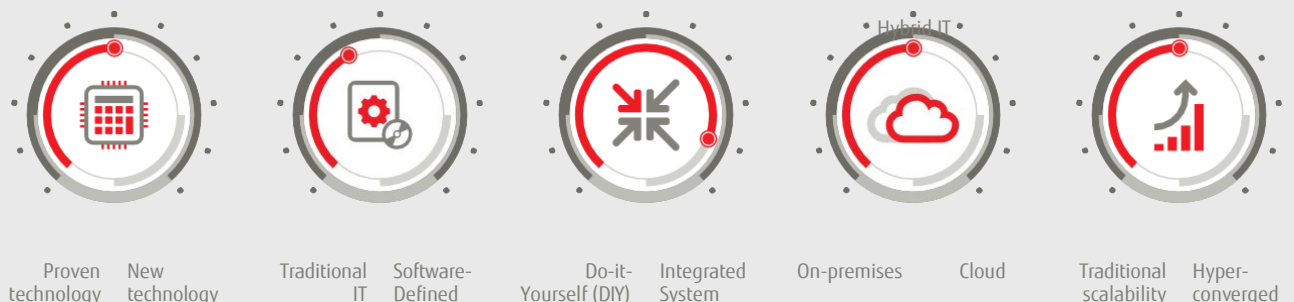 Hybrid IT
Proven technology
New technology
Traditional IT
Software-Defined
Do-it-Yourself (DIY)
Integrated System
On-premises
Cloud
Traditional scalability
Hyper-converged